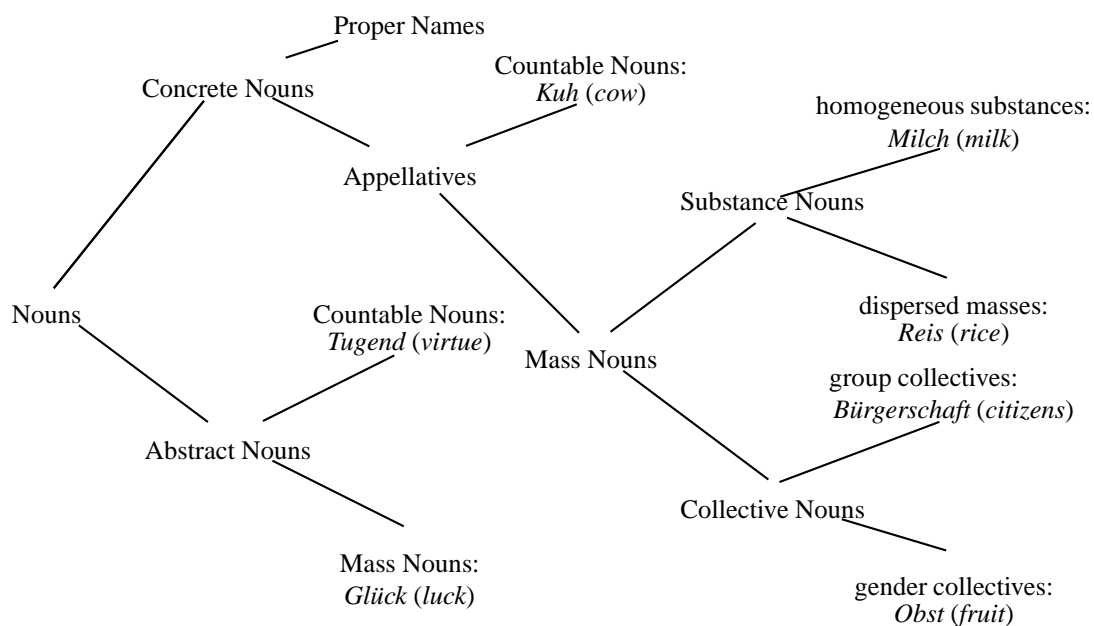 Proper Names
Concrete Nouns
Countable Nouns:
Kuh (cow)
homogeneous substances:
Milch (milk)
Appellatives
Substance Nouns
Nouns
Countable Nouns:
Tugend (virtue)
dispersed masses:
Reis (rice)
Mass Nouns
group collectives:
Bürgerschaft (citizens)
Abstract Nouns
Collective Nouns
Mass Nouns:
Glück (luck)
gender collectives:
Obst (fruit)